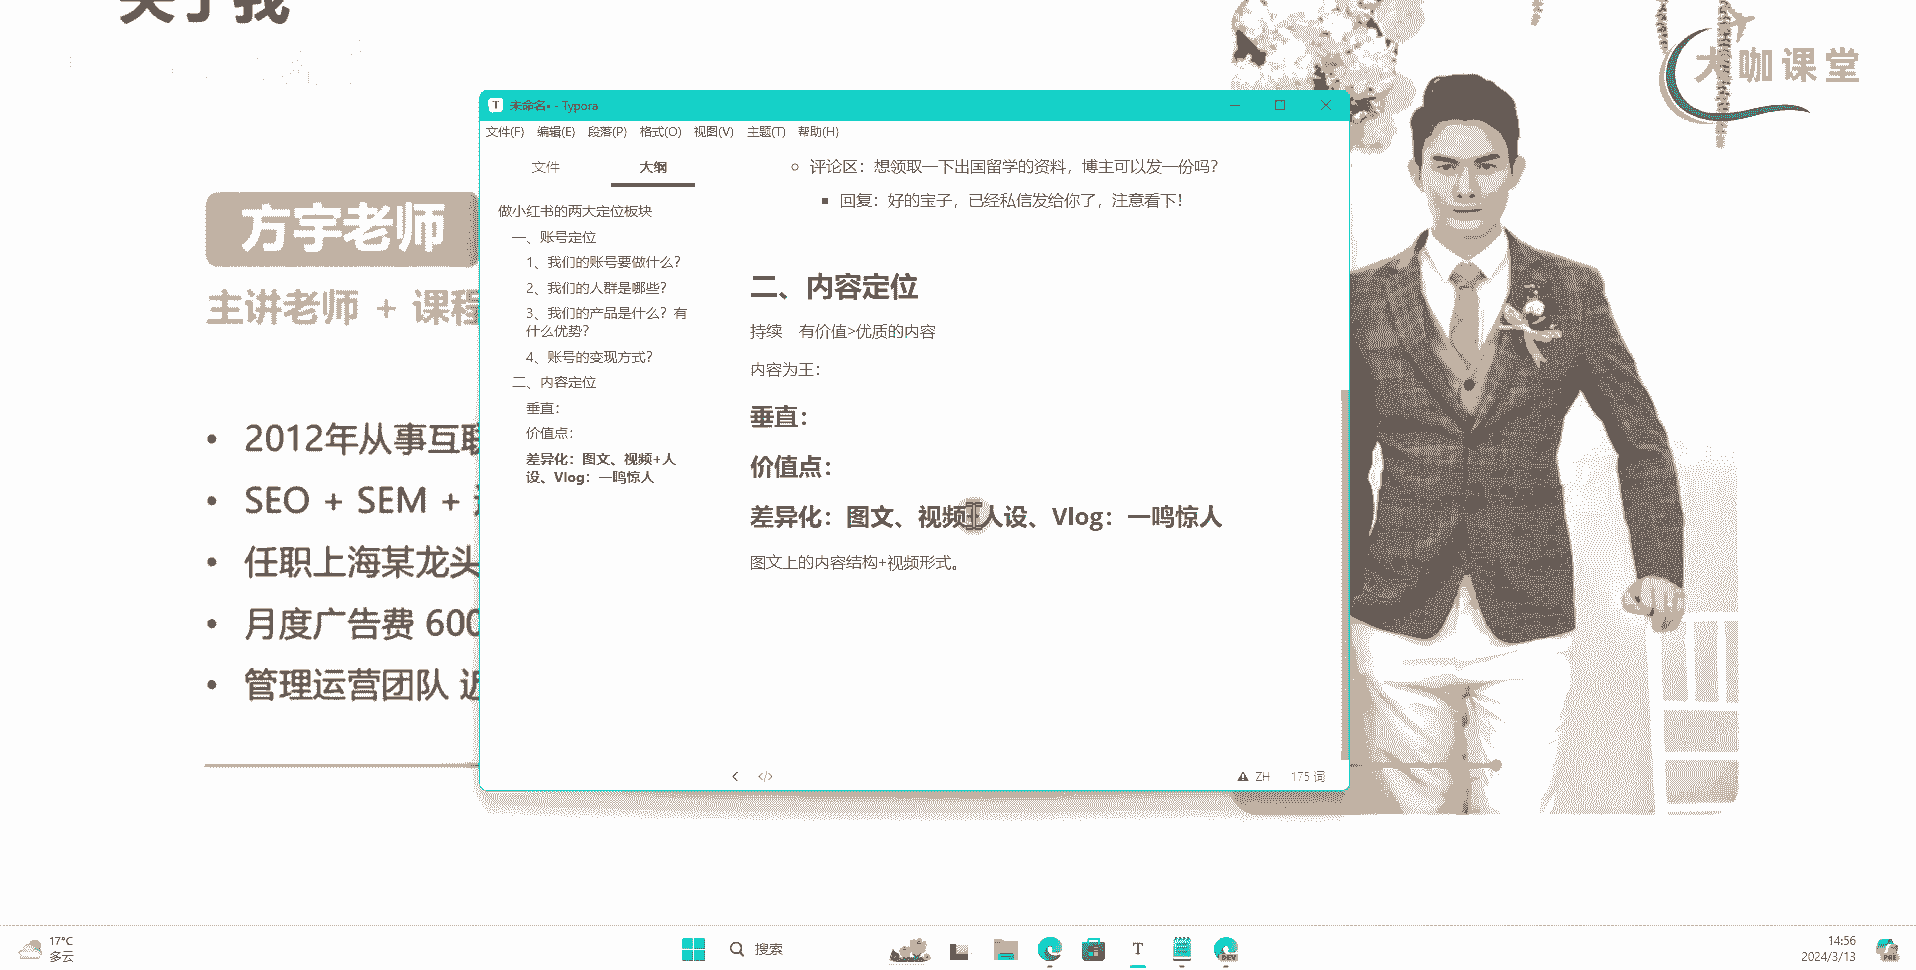 关于我
大咖课堂
方宇老师
主讲老师 + 课程
• 2012年从事互联
• SEO + SEM +
• 任职上海某龙头
• 月度广告费 600
• 管理运营团队 近
未命名• - Typora
文件(F) 编辑(E) 段落(P) 格式(O) 视图(V) 主题(T) 帮助(H)
文件 大纲
做小红书的两大定位板块
一、账号定位
1、我们的账号要做什么？
2、我们的人群是哪些？
3、我们的产品是什么？有
什么优势？
4、账号的变现方式？
二、内容定位
垂直：
价值点：
差异化：图文、视频+人
设、Vlog：一鸣惊人
评论区：想领取一下出国留学的资料，博主可以发一份吗？
回复：好的宝子，已经私信发给你了，注意看下！
二、内容定位
持续 有价值>优质的内容
内容为王：
垂直：
价值点：
差异化：图文、视频+人设、Vlog：一鸣惊人
图文上的内容结构+视频形式。
ZH 175 词
17°C
多云
搜索
T
DEV
14:56
2024/3/13
PRE